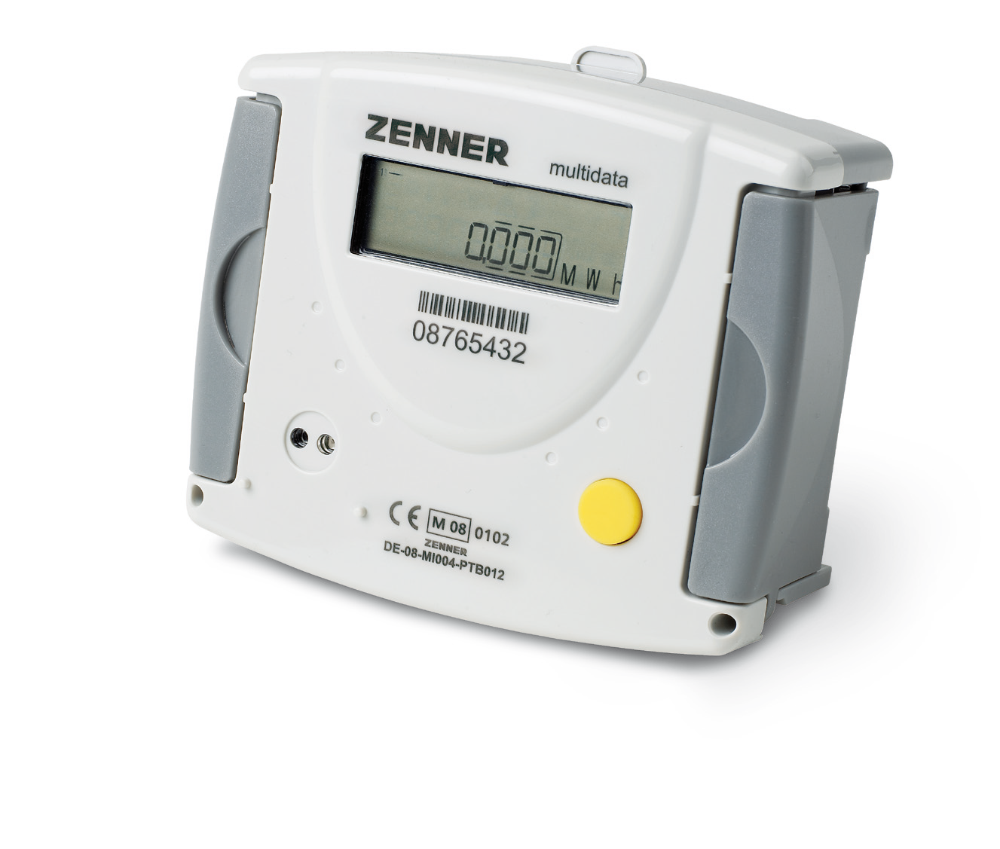 ZENNER
multidata
0.000 MWh
08765432
CE M 08 0102
ZENNER
DE-08-MI004-PTB012